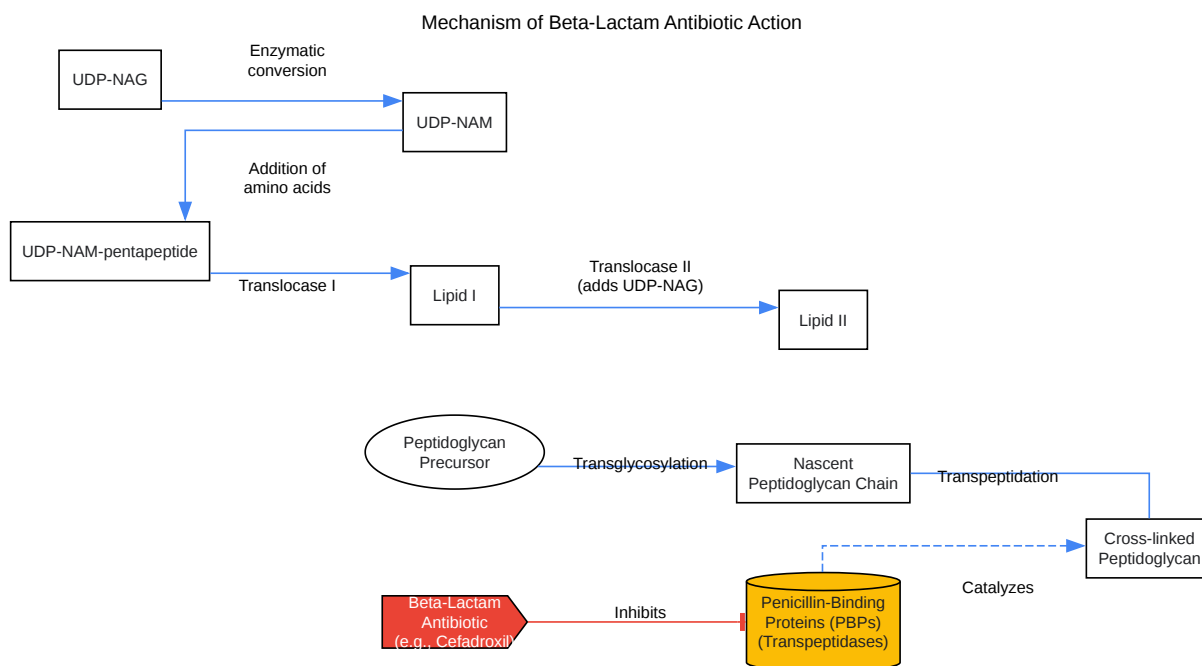 Mechanism of Beta-Lactam Antibiotic Action
Enzymatic
conversion
UDP-NAG
UDP-NAM
Addition of
amino acids
UDP-NAM-pentapeptide
Translocase I
Lipid I
Translocase II
(adds UDP-NAG)
Lipid II
Peptidoglycan
Precursor
Transglycosylation
Nascent
Peptidoglycan Chain
Transpeptidation
Cross-linked
Peptidoglycan
Catalyzes
Beta-Lactam
Antibiotic
(e.g., Cefadroxil)
Inhibits
Penicillin-Binding
Proteins (PBPs)
(Transpeptidases)